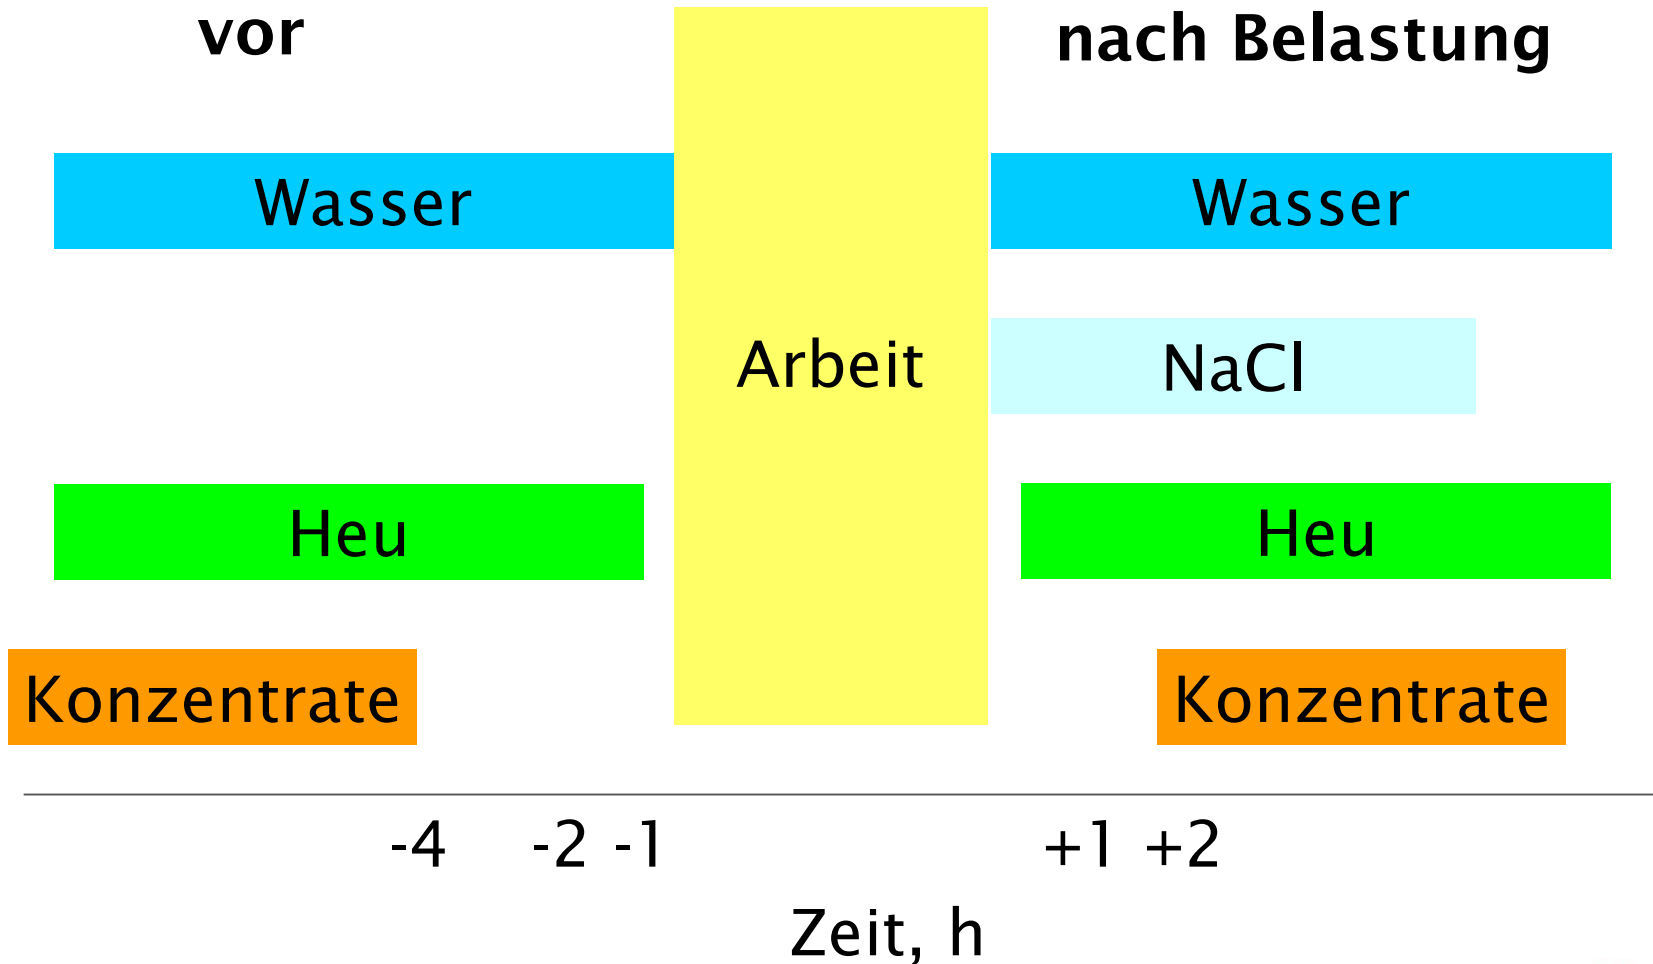 vor
nach Belastung
Wasser
Wasser
Arbeit
NaCl
Heu
Heu
Konzentrate
Konzentrate
-4 -2 -1 +1 +2
Zeit, h